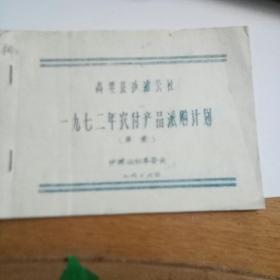 高要县沙浦公社
一九七二年农付产品派购计划
（草案）
沙浦公社革委会